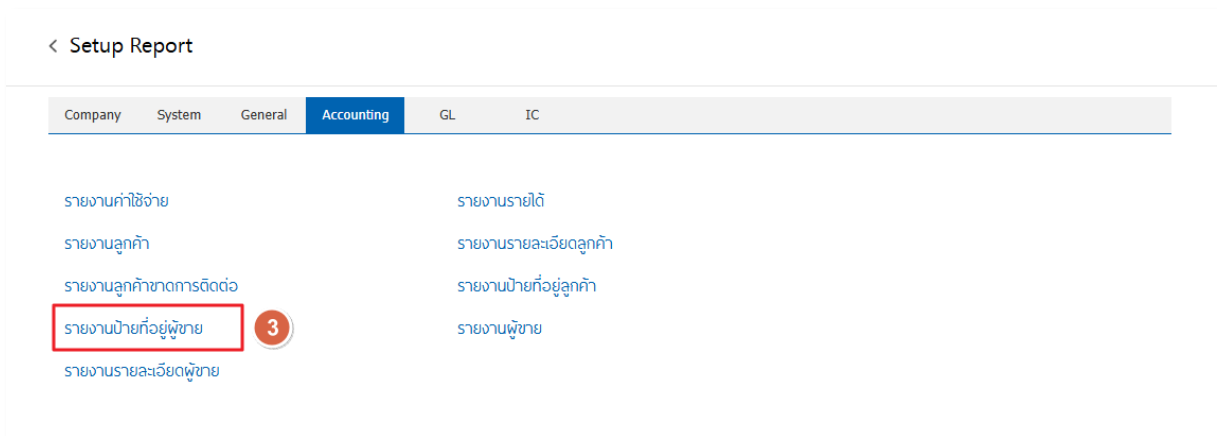 < Setup Report
Company System General Accounting GL IC
รายงานค่าใช้จ่าย รายงานรายได้
รายงานลูกค้า รายงานรายละเอียดลูกค้า
รายงานลูกค้าขาดการติดต่อ รายงานป้ายที่อยู่ลูกค้า
รายงานป้ายที่อยู่ผู้ขาย 3 รายงานผู้ขาย
รายงานรายละเอียดผู้ขาย